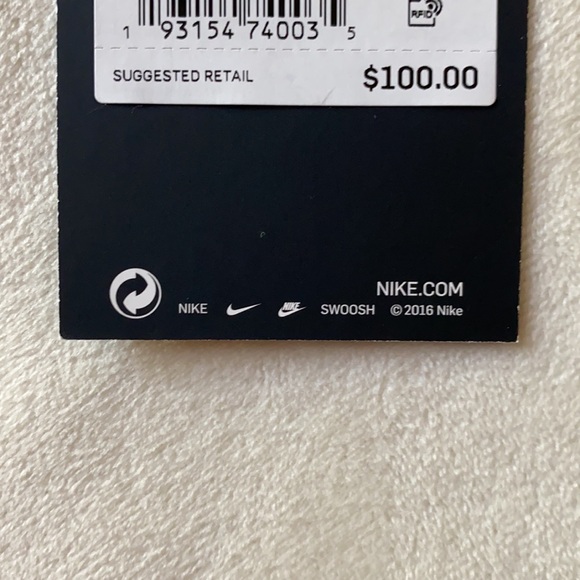 1 93154 74003 5
RFID
SUGGESTED RETAIL $100.00
NIKE.COM
NIKE NIKE SWOOSH © 2016 Nike